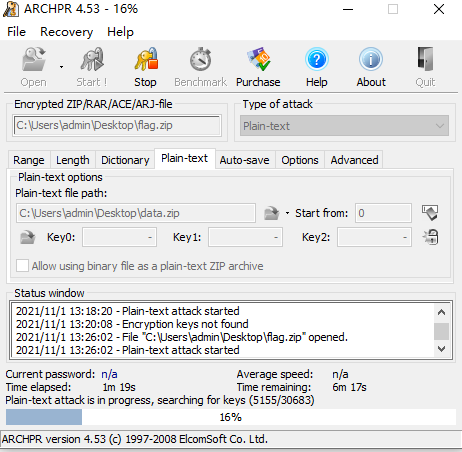 ARCHPR 4.53 - 16%
File Recovery Help
Open Start ! Stop Benchmark Purchase Help About Quit
Encrypted ZIP/RAR/ACE/ARJ-file Type of attack
C:\Users\admin\Desktop\flag.zip Plain-text
Range Length Dictionary Plain-text Auto-save Options Advanced
Plain-text options
Plain-text file path:
C:\Users\admin\Desktop\data.zip Start from: 0
Key0: - Key1: - Key2: -
Allow using binary file as a plain-text ZIP archive
Status window
2021/11/1 13:18:20 - Plain-text attack started
2021/11/1 13:20:08 - Encryption keys not found
2021/11/1 13:26:02 - File "C:\Users\admin\Desktop\flag.zip" opened.
2021/11/1 13:26:02 - Plain-text attack started
Current password: n/a Average speed: n/a
Time elapsed: 1m 19s Time remaining: 6m 17s
Plain-text attack is in progress, searching for keys (5155/30683)
16%
ARCHPR version 4.53 (c) 1997-2008 ElcomSoft Co. Ltd.